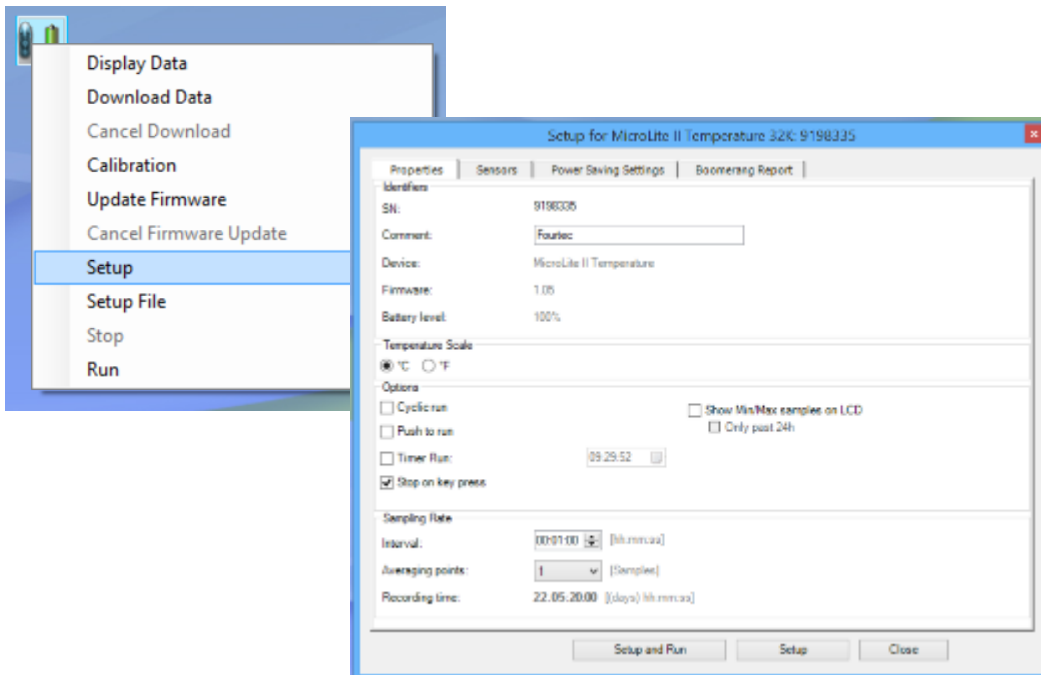 Display Data
Download Data
Cancel Download
Calibration
Update Firmware
Cancel Firmware Update
Setup
Setup File
Stop
Run
Setup for MicroLite II Temperature 32K: 9198335
Properties Sensors Power Saving Settings Boomerang Report
Identifiers
SN: 9198335
Comment: Fourtec
Device: MicroLite II Temperature
Firmware: 1.05
Battery level: 100%
Temperature Scale
°C °F
Options
Cyclic run Show Min/Max samples on LCD
Push to run Only past 24h
Timer Run: 09:29:52
Stop on key press
Sampling Rate
Interval: 00:01:00 [hh:mm:ss]
Averaging points: 1 [Samples]
Recording time: 22.05:20:00 [(days) hh:mm:ss]
Setup and Run Setup Close